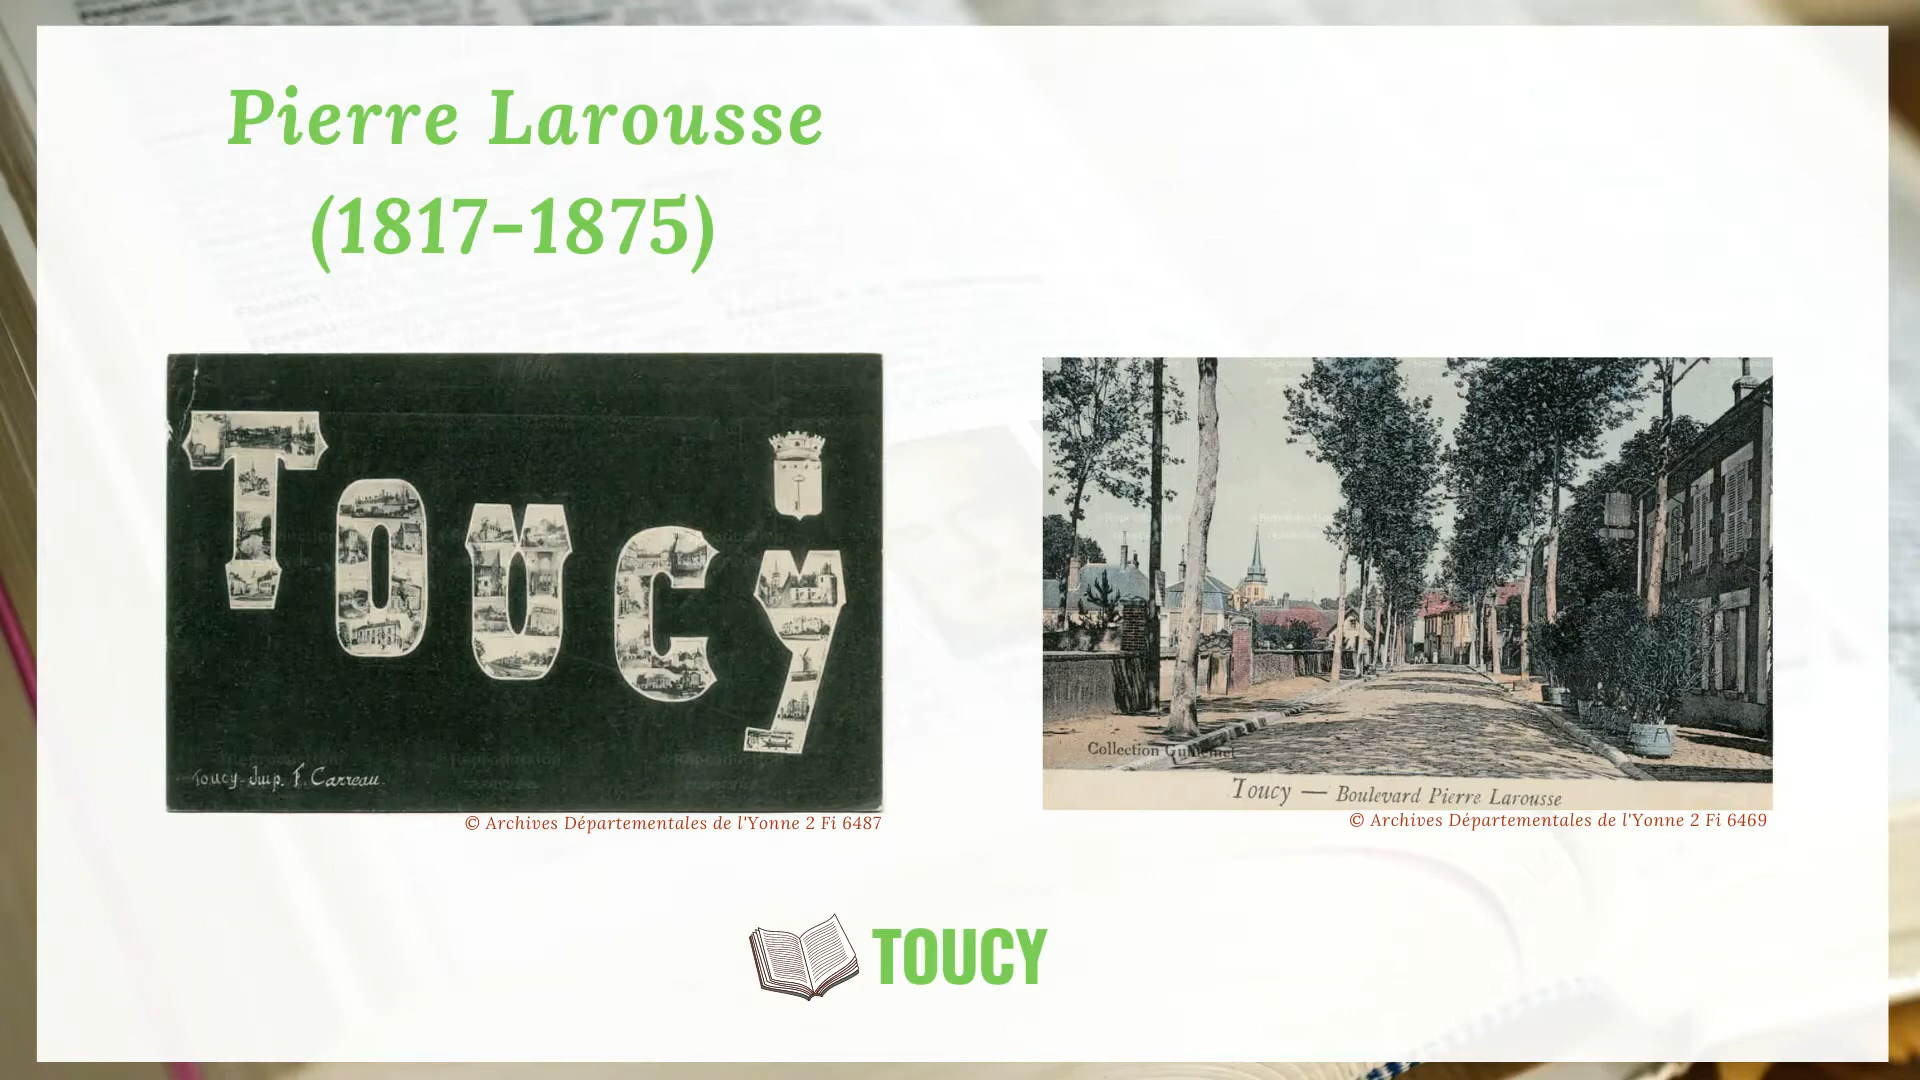 Pierre Larousse
(1817-1875)
Toucy
Toucy-Imp. F. Carreau.
© Archives Départementales de l'Yonne 2 Fi 6487
Collection Guillemet
Toucy — Boulevard Pierre Larousse
© Archives Départementales de l'Yonne 2 Fi 6469
TOUCY